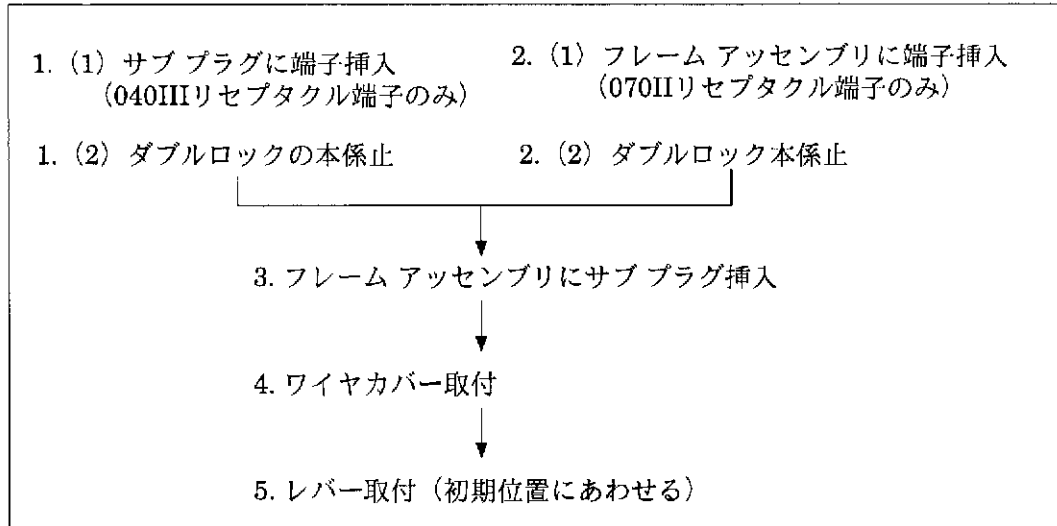 1. (1) サブ プラグに端子挿入
(040IIIリセプタクル端子のみ)
2. (1) フレーム アッセンブリに端子挿入
(070IIリセプタクル端子のみ)
1. (2) ダブルロックの本係止
2. (2) ダブルロック本係止
3. フレーム アッセンブリにサブ プラグ挿入
4. ワイヤカバー取付
5. レバー取付（初期位置にあわせる）